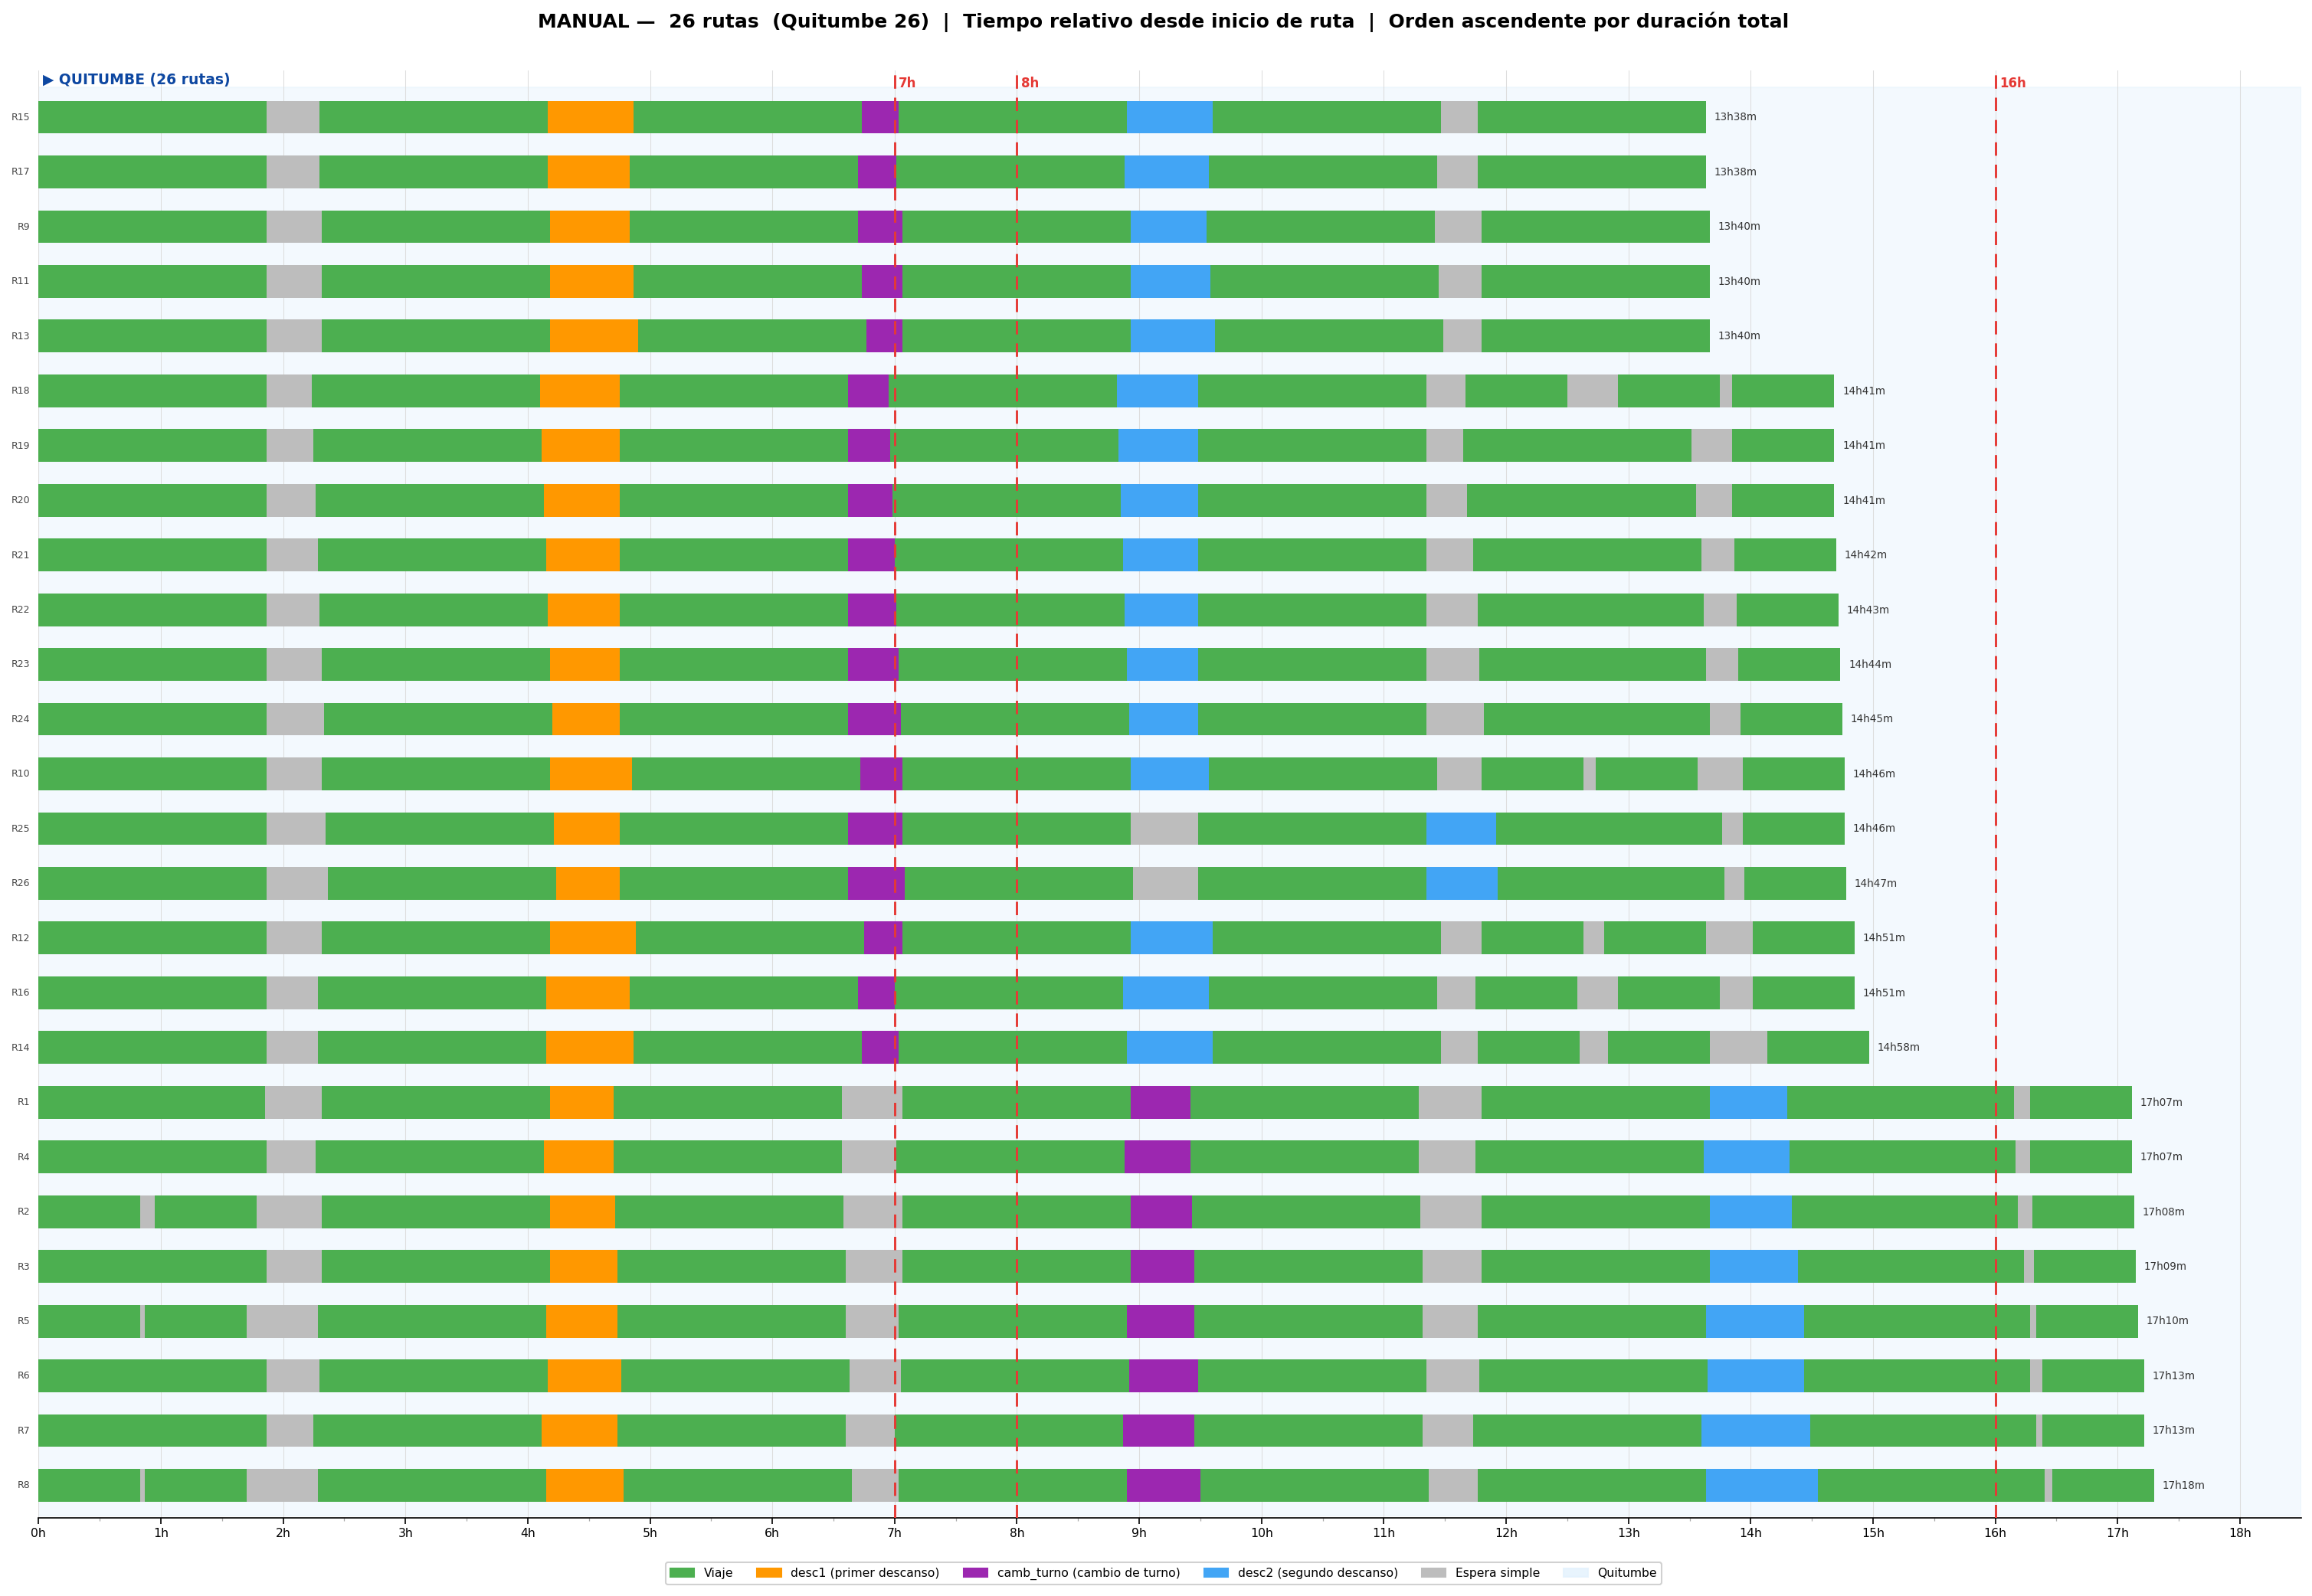 MANUAL — 26 rutas (Quitumbe 26) | Tiempo relativo desde inicio de ruta | Orden ascendente por duración total
▶ QUITUMBE (26 rutas)
7h
8h
16h
R15 13h38m
R17 13h38m
R9 13h40m
R11 13h40m
R13 13h40m
R18 14h41m
R19 14h41m
R20 14h41m
R21 14h42m
R22 14h43m
R23 14h44m
R24 14h45m
R10 14h46m
R25 14h46m
R26 14h47m
R12 14h51m
R16 14h51m
R14 14h58m
R1 17h07m
R4 17h07m
R2 17h08m
R3 17h09m
R5 17h10m
R6 17h13m
R7 17h13m
R8 17h18m
0h 1h 2h 3h 4h 5h 6h 7h 8h 9h 10h 11h 12h 13h 14h 15h 16h 17h 18h
Viaje desc1 (primer descanso) camb_turno (cambio de turno) desc2 (segundo descanso) Espera simple Quitumbe